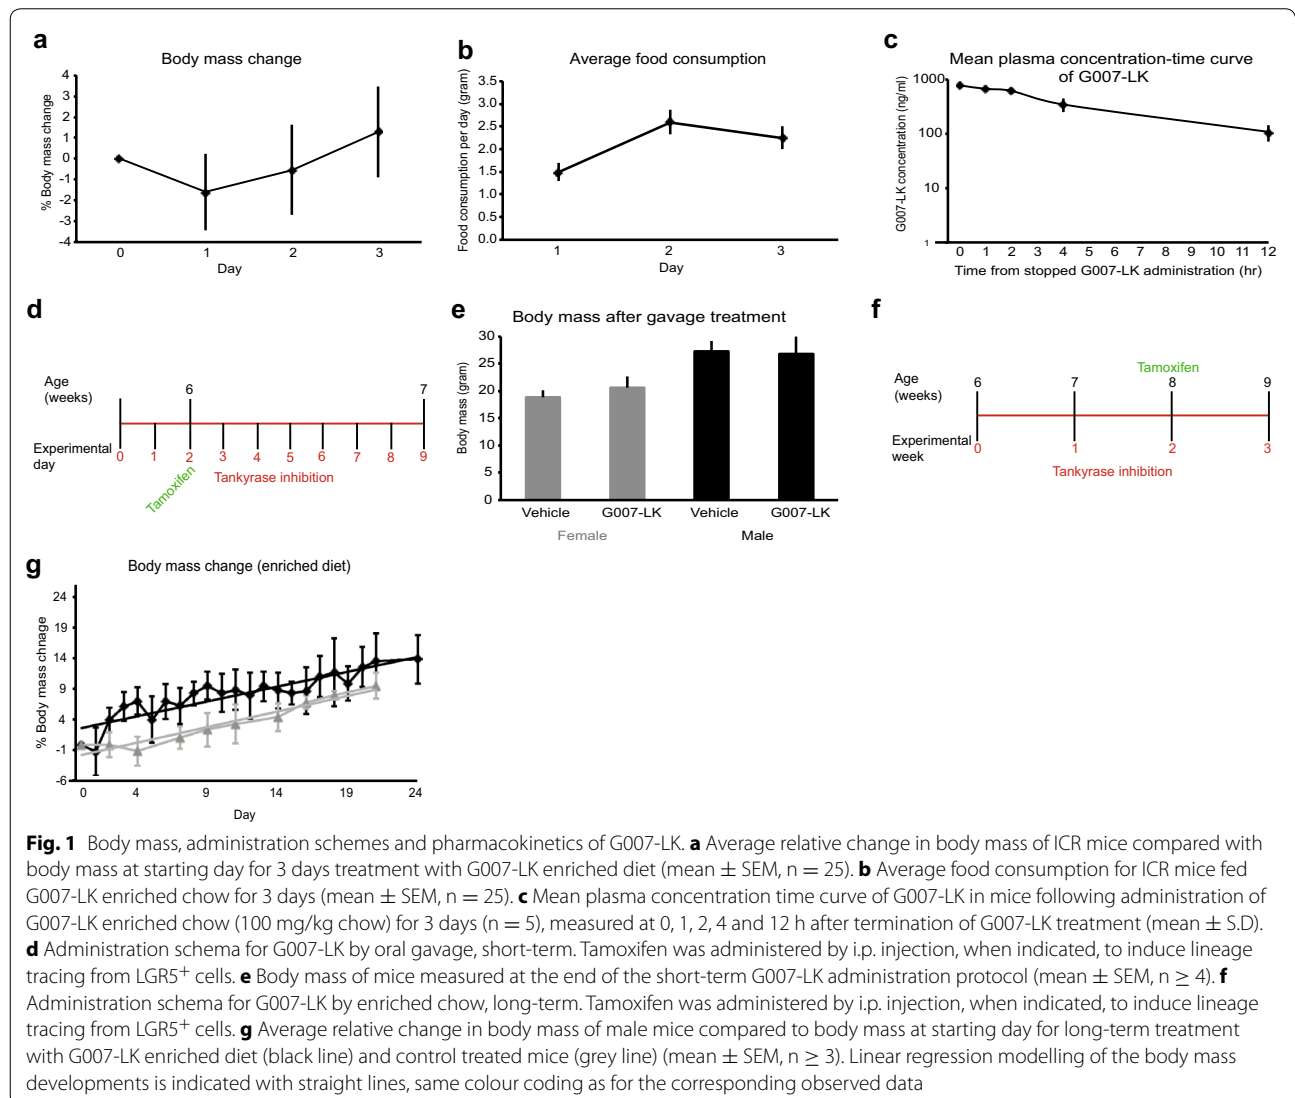 a
Body mass change
% Body mass change
4
3
2
1
0
-1
-2
-3
-4
0 1 2 3
Day
b
Average food consumption
Food consumption per day (gram)
3.5
3.0
2.5
2.0
1.5
1.0
0.5
0.0
1 2 3
Day
c
Mean plasma concentration-time curve
of G007-LK
G007-LK concentration (ng/ml)
1000
100
10
1
0 1 2 3 4 5 6 7 8 9 10 11 12
Time from stopped G007-LK administration (hr)
d
Age
(weeks)
6 7
Experimental
day
0 1 2 3 4 5 6 7 8 9
Tamoxifen
Tankyrase inhibition
e
Body mass after gavage treatment
Body mass (gram)
30
25
20
15
10
5
0
Vehicle G007-LK Vehicle G007-LK
Female Male
f
Tamoxifen
Age
(weeks)
6 7 8 9
Experimental
week
0 1 2 3
Tankyrase inhibition
g
Body mass change (enriched diet)
% Body mass chnage
24
19
14
9
4
-1
-6
0 4 9 14 19 24
Day
Fig. 1 Body mass, administration schemes and pharmacokinetics of G007-LK. a Average relative change in body mass of ICR mice compared with
body mass at starting day for 3 days treatment with G007-LK enriched diet (mean ± SEM, n = 25). b Average food consumption for ICR mice fed
G007-LK enriched chow for 3 days (mean ± SEM, n = 25). c Mean plasma concentration time curve of G007-LK in mice following administration of
G007-LK enriched chow (100 mg/kg chow) for 3 days (n = 5), measured at 0, 1, 2, 4 and 12 h after termination of G007-LK treatment (mean ± S.D).
d Administration schema for G007-LK by oral gavage, short-term. Tamoxifen was administered by i.p. injection, when indicated, to induce lineage
tracing from LGR5⁺ cells. e Body mass of mice measured at the end of the short-term G007-LK administration protocol (mean ± SEM, n ≥ 4). f
Administration schema for G007-LK by enriched chow, long-term. Tamoxifen was administered by i.p. injection, when indicated, to induce lineage
tracing from LGR5⁺ cells. g Average relative change in body mass of male mice compared to body mass at starting day for long-term treatment
with G007-LK enriched diet (black line) and control treated mice (grey line) (mean ± SEM, n ≥ 3). Linear regression modelling of the body mass
developments is indicated with straight lines, same colour coding as for the corresponding observed data